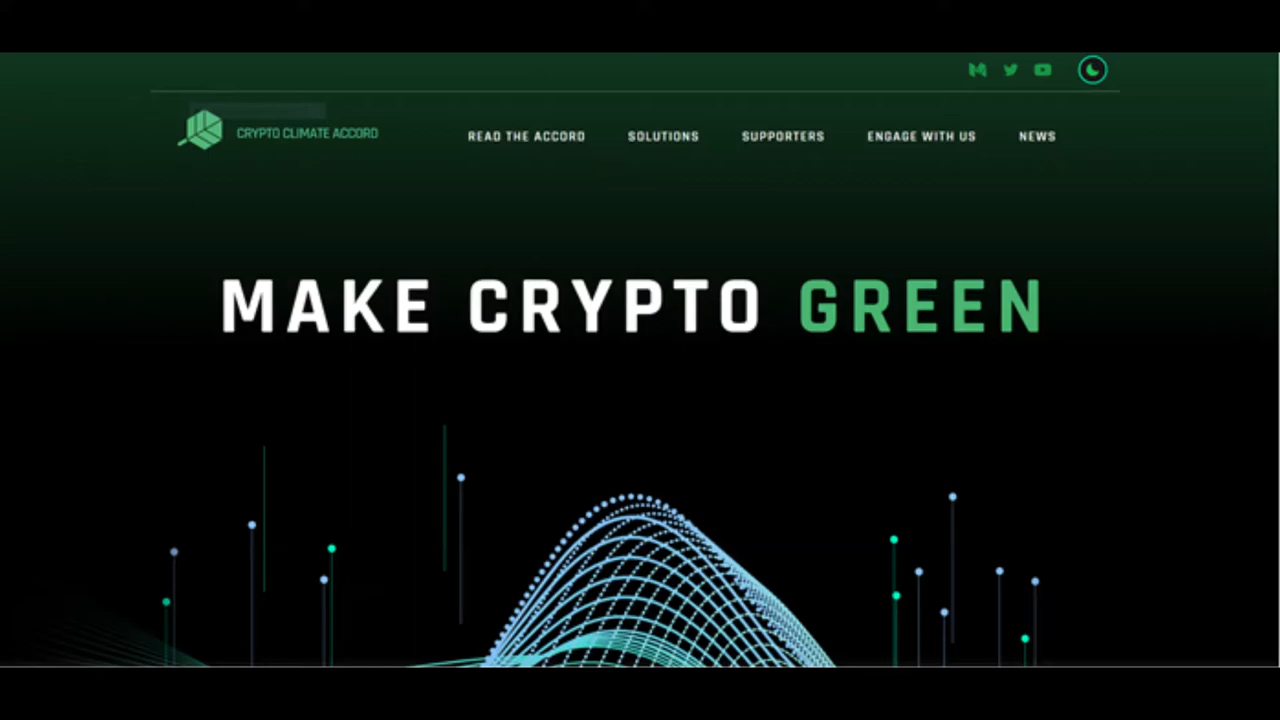 CRYPTO CLIMATE ACCORD
READ THE ACCORD SOLUTIONS SUPPORTERS ENGAGE WITH US NEWS
MAKE CRYPTO GREEN